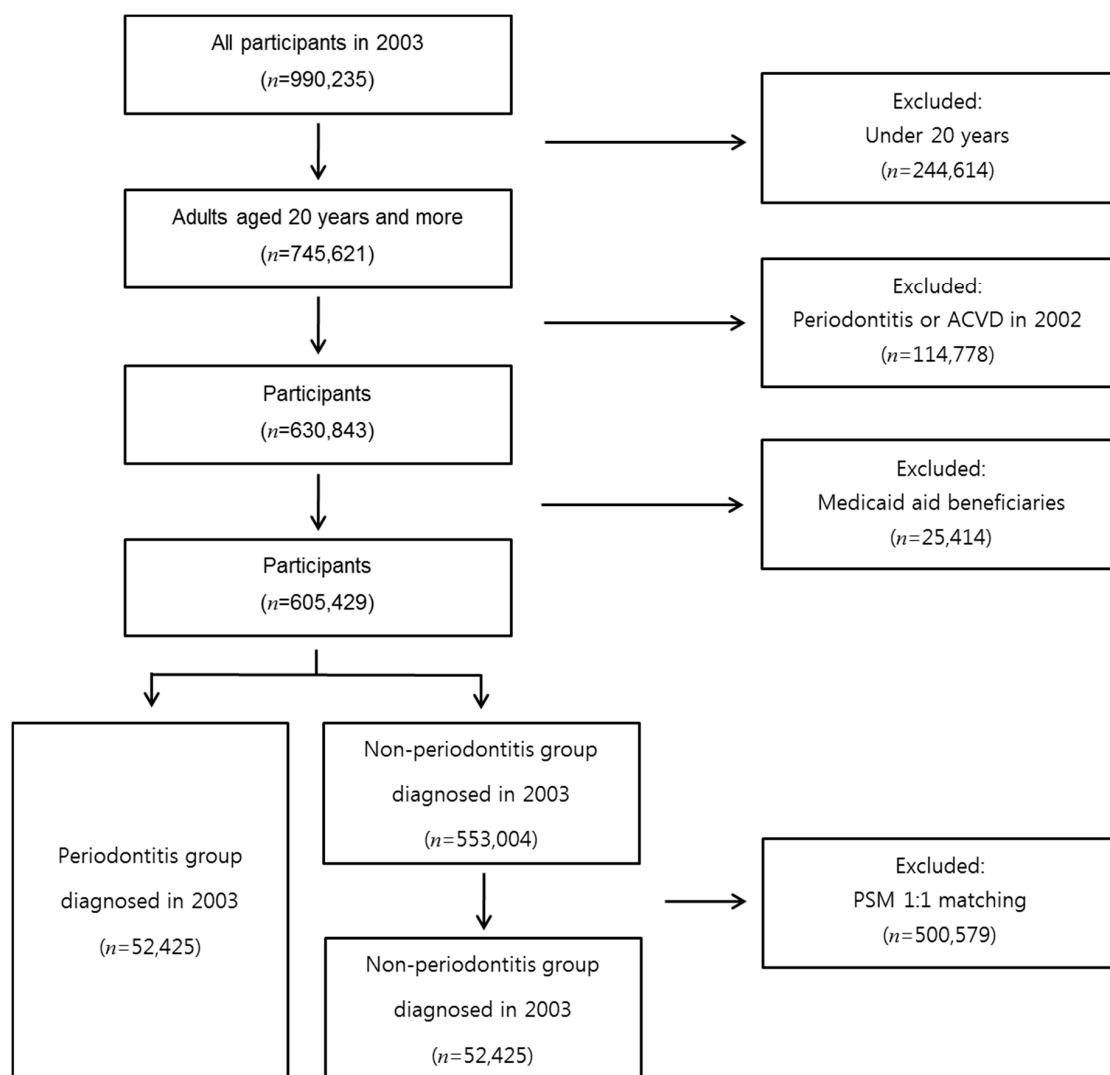 All participants in 2003
(n=990,235)
Excluded:
Under 20 years
(n=244,614)
Adults aged 20 years and more
(n=745,621)
Excluded:
Periodontitis or ACVD in 2002
(n=114,778)
Participants
(n=630,843)
Excluded:
Medicaid aid beneficiaries
(n=25,414)
Participants
(n=605,429)
Periodontitis group
diagnosed in 2003
(n=52,425)
Non-periodontitis group
diagnosed in 2003
(n=553,004)
Excluded:
PSM 1:1 matching
(n=500,579)
Non-periodontitis group
diagnosed in 2003
(n=52,425)